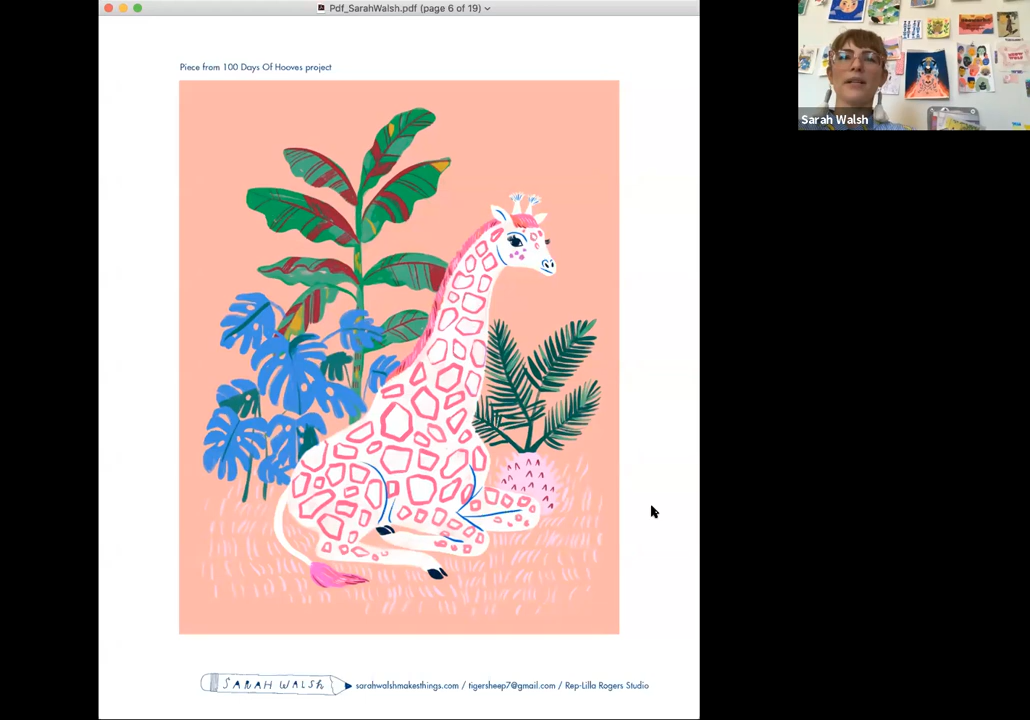 Pdf_SarahWalsh.pdf (page 6 of 19)
Piece from 100 Days Of Hooves project
Sarah Walsh
SARAH WALSH
sarahwalshmakesthings.com / tigersheep7@gmail.com / Rep-Lilla Rogers Studio